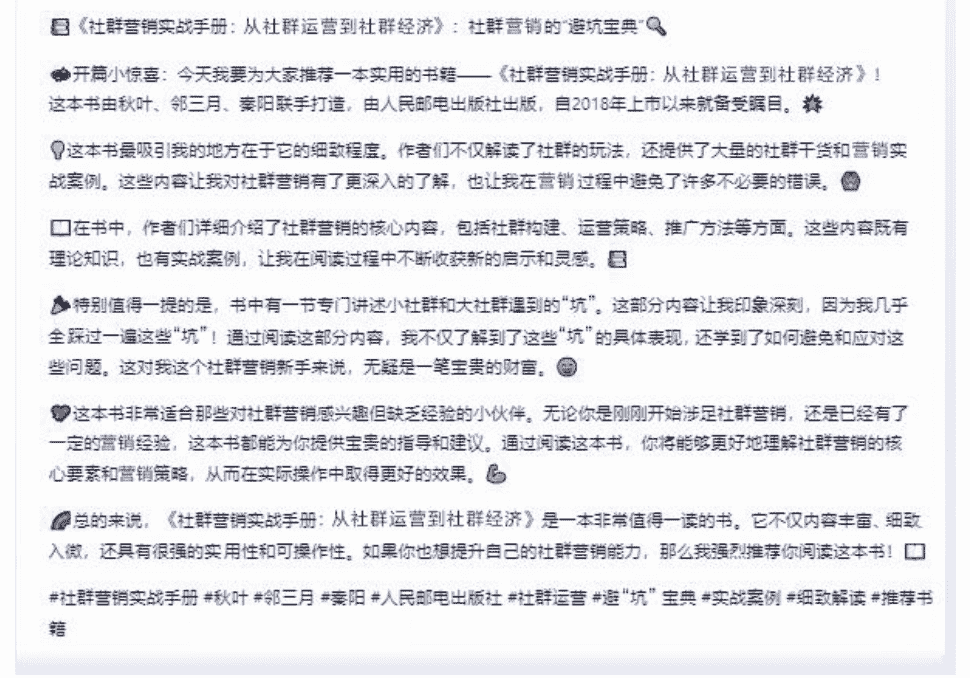 《社群营销实战手册：从社群运营到社群经济》：社群营销的“避坑宝典”
开篇小惊喜：今天我要为大家推荐一本实用的书籍——《社群营销实战手册：从社群运营到社群经济》！
这本书由秋叶、邻三月、秦阳联手打造，由人民邮电出版社出版，自2018年上市以来就备受瞩目。
这本书最吸引我的地方在于它的细致程度。作者们不仅解读了社群的玩法，还提供了大量的社群干货和营销实
战案例。这些内容让我对社群营销有了更深入的了解，也让我在营销过程中避免了许多不必要的错误。
在书中，作者们详细介绍了社群营销的核心内容，包括社群构建、运营策略、推广方法等方面。这些内容既有
理论知识，也有实战案例，让我在阅读过程中不断收获新的启示和灵感。
特别值得一提的是，书中有一节专门讲述小社群和大社群遇到的“坑”。这部分内容让我印象深刻，因为我几乎
全踩过一遍这些“坑”！通过阅读这部分内容，我不仅了解到了这些“坑”的具体表现，还学到了如何避免和应对这
些问题。这对我这个社群营销新手来说，无疑是一笔宝贵的财富。
这本书非常适合那些对社群营销感兴趣但缺乏经验的小伙伴。无论你是刚刚开始涉足社群营销，还是已经有了
一定的营销经验，这本书都能为你提供宝贵的指导和建议。通过阅读这本书，你将能够更好地理解社群营销的核
心要素和营销策略，从而在实际操作中取得更好的效果。
总的来说，《社群营销实战手册：从社群运营到社群经济》是一本非常值得一读的书。它不仅内容丰富、细致
入微，还具有很强的实用性和可操作性。如果你也想提升自己的社群营销能力，那么我强烈推荐你阅读这本书！
#社群营销实战手册 #秋叶 #邻三月 #秦阳 #人民邮电出版社 #社群运营 #避“坑”宝典 #实战案例 #细致解读 #推荐书
籍